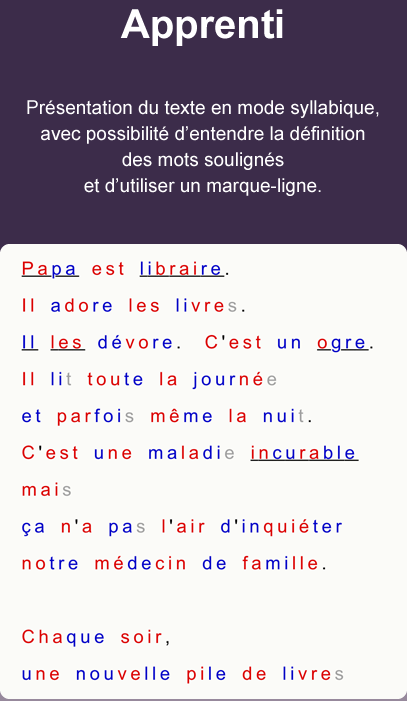 Apprenti
Présentation du texte en mode syllabique,
avec possibilité d’entendre la définition
des mots soulignés
et d’utiliser un marque-ligne.
Papa est libraire.
Il adore les livres.
Il les dévore. C'est un ogre.
Il lit toute la journée
et parfois même la nuit.
C'est une maladie incurable
mais
ça n'a pas l'air d'inquiéter
notre médecin de famille.
Chaque soir,
une nouvelle pile de livres